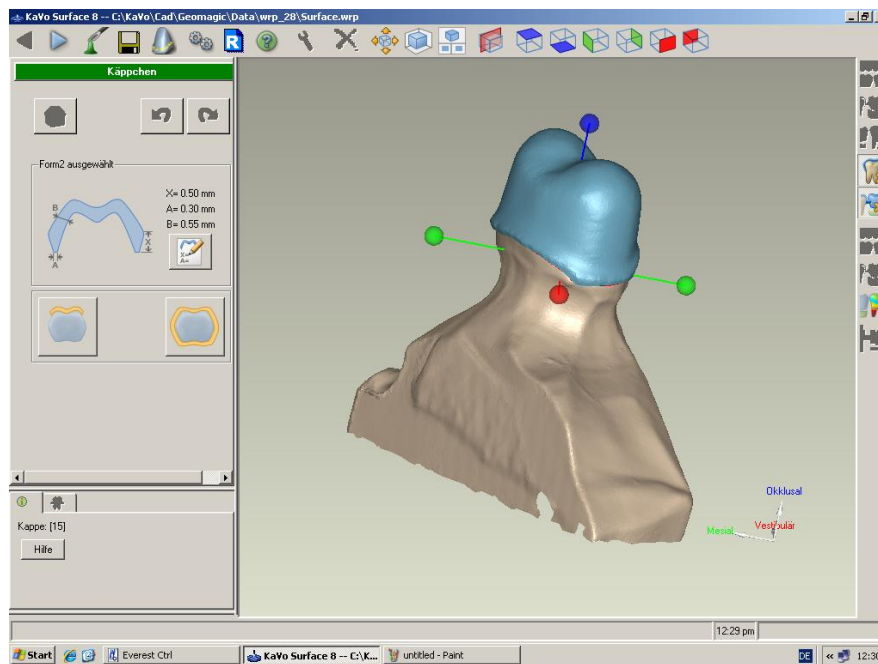 KaVo Surface 8 -- C:\KaVo\Cad\Geomagic\Data\wrp_28\Surface.wrp
R
?
Käppchen
Form2 ausgewählt
X= 0.50 mm
A= 0.30 mm
B= 0.55 mm
B
X
A
X=
A=
Kappe: [15]
Hilfe
Okklusal
Mesial
Vestibulär
12:29 pm
Start
Everest Ctrl
KaVo Surface 8 -- C:\K...
untitled - Paint
DE
«
12:30